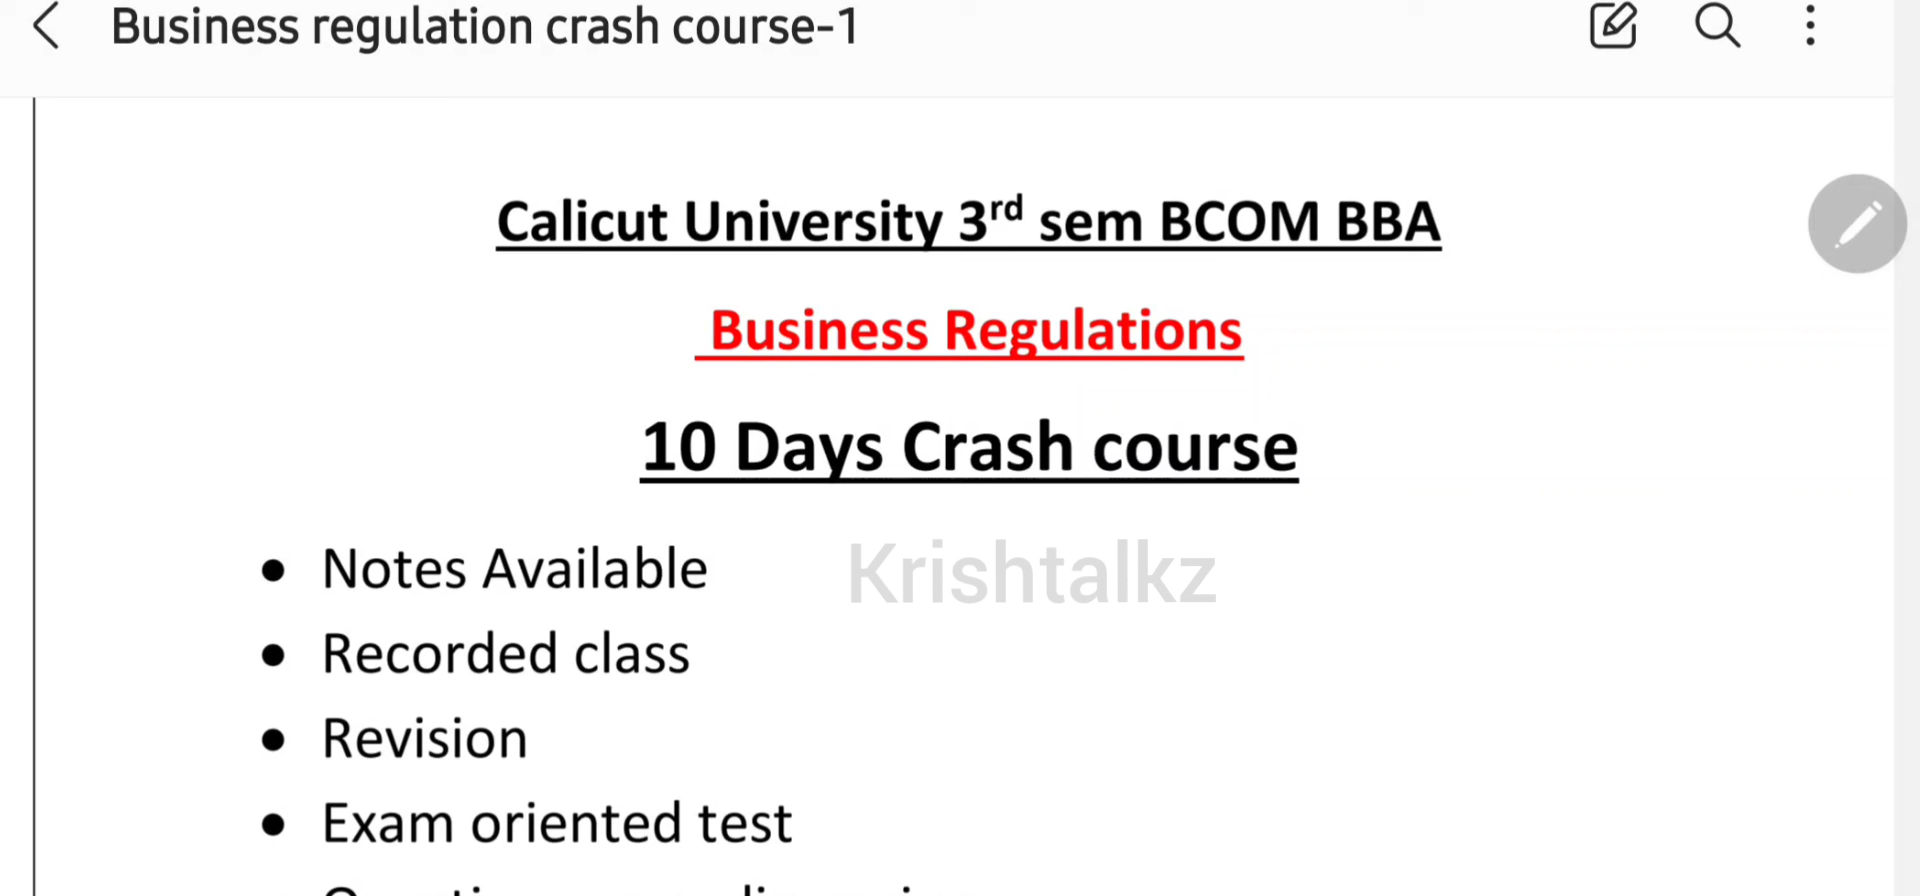 Business regulation crash course-1
Calicut University 3rd sem BCOM BBA
Business Regulations
10 Days Crash course
• Notes Available
Krishtalkz
• Recorded class
• Revision
• Exam oriented test